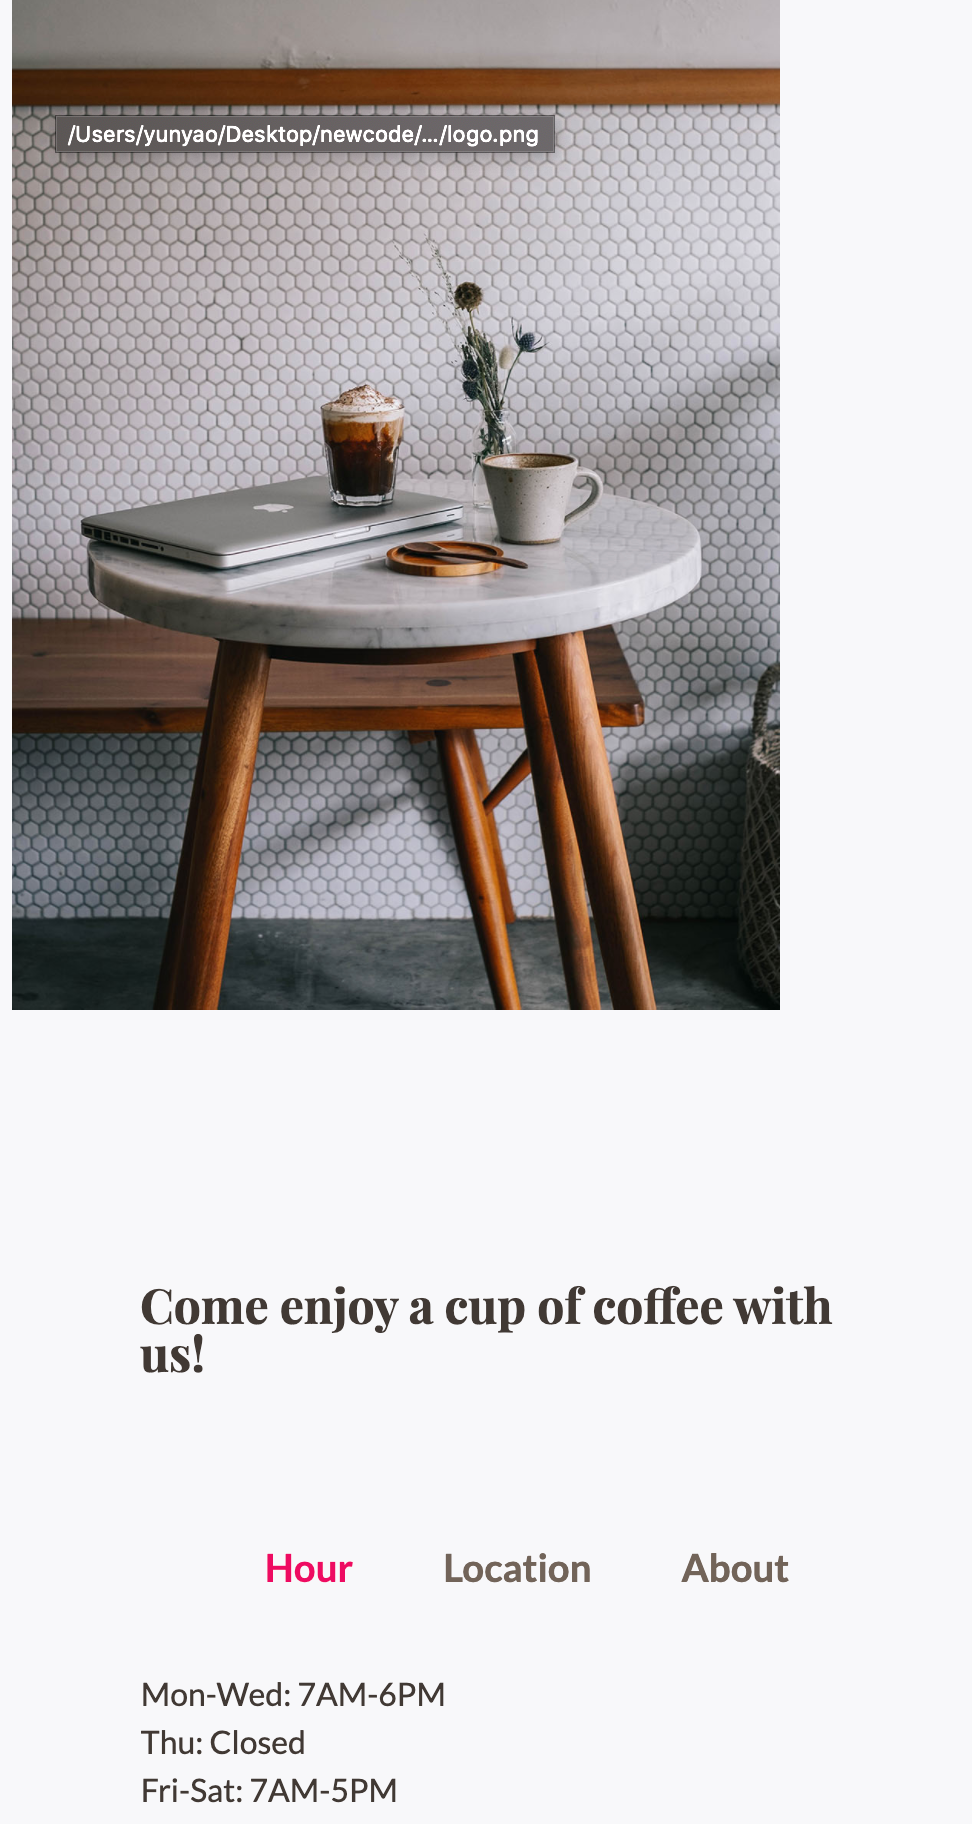 /Users/yunyao/Desktop/newcode/.../logo.png
Come enjoy a cup of coffee with
us!
Hour Location About
Mon-Wed: 7AM-6PM
Thu: Closed
Fri-Sat: 7AM-5PM